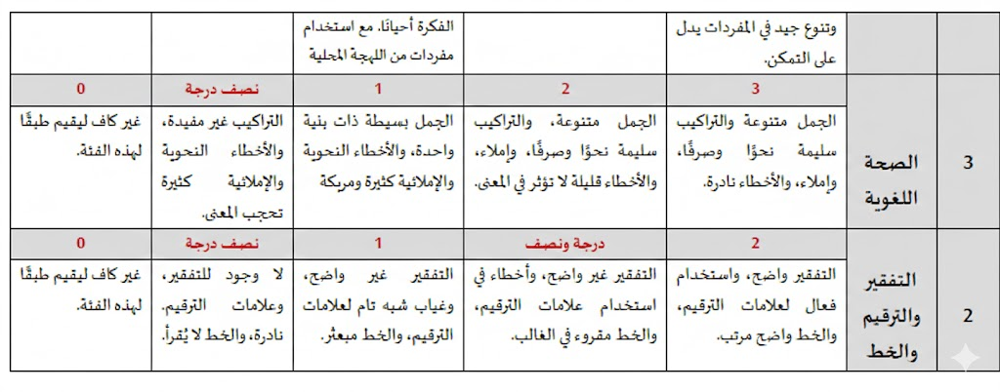 وتنوع جيد في المفردات يدل
على التمكن.
الفكرة أحيانًا. مع استخدام
مفردات من اللهجة المحلية
3
الصحة
اللغوية
3
2
1
نصف درجة
0
الجمل متنوعة والتراكيب
سليمة نحوًا وصرفًا،
وإملاء، والأخطاء نادرة.
الجمل متنوعة، والتراكيب
سليمة نحوًا وصرفًا، وإملاء،
والأخطاء قليلة لا تؤثر في المعنى.
الجمل بسيطة ذات بنية
واحدة، والأخطاء النحوية
والإملائية كثيرة ومربكة
التراكيب غير مفيدة،
والأخطاء النحوية
والإملائية كثيرة
تحجب المعنى.
غير كاف ليقيم طبقًا
لهذه الفئة.
2
التفقير
والترقيم
والخط
2
درجة ونصف
1
نصف درجة
0
التفقير واضح، واستخدام
فعال لعلامات الترقيم،
والخط واضح مرتب.
التفقير غير واضح، وأخطاء في
استخدام علامات الترقيم،
والخط مقروء في الغالب.
التفقير غير واضح،
وغياب شبه تام لعلامات
الترقيم، والخط مبعثر.
لا وجود للتفقير،
وعلامات الترقيم.
نادرة، والخط لا يُقرأ.
غير كاف ليقيم طبقًا
لهذه الفئة.